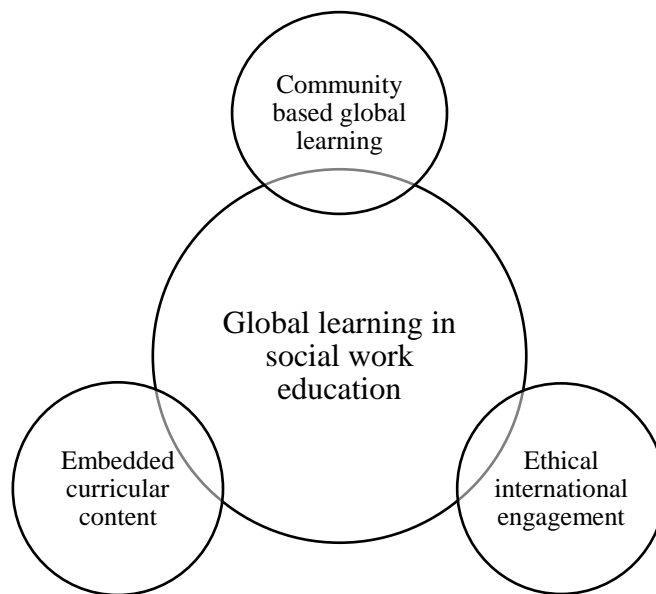 Community
based global
learning
Global learning in
social work
education
Embedded
curricular
content
Ethical
international
engagement